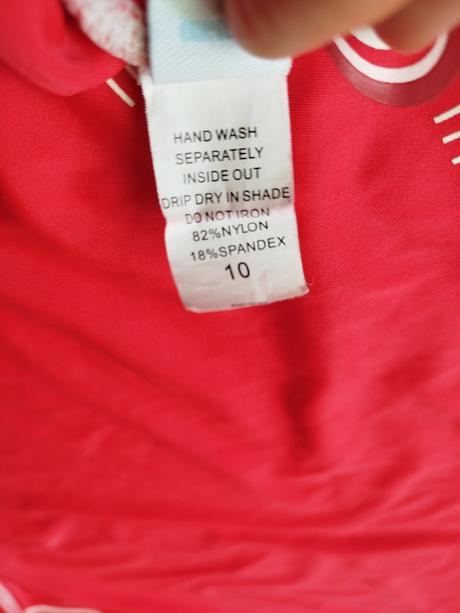 HAND WASH
SEPARATELY
INSIDE OUT
DRIP DRY IN SHADE
DO NOT IRON
82%NYLON
18%SPANDEX
10